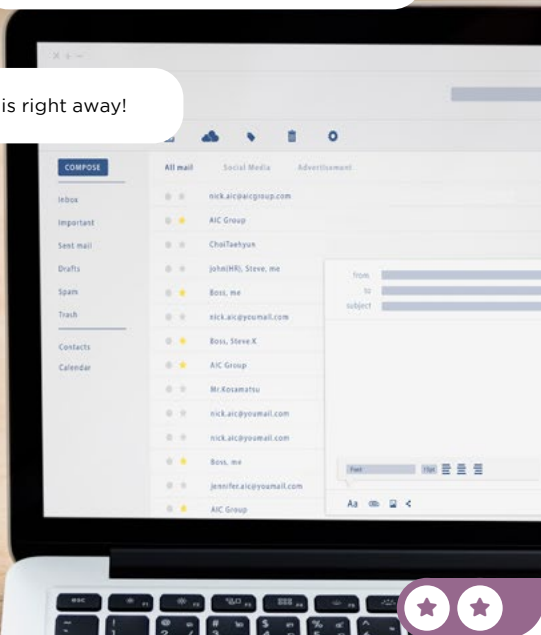 is right away!
COMPOSE
All mail Social Media Advertisement
Inbox
Important
Sent mail
Drafts
Spam
Trash
Contacts
Calendar
nick.aic@aicgroup.com
AIC Group
ChoiTaehyun
john(HR), Steve, me
Boss, me
nick.aic@youmail.com
Boss, Steve.K
AIC Group
Mr.Kosamatsu
nick.aic@youmail.com
nick.aic@youmail.com
Boss, me
jennifer.aic@youmail.com
AIC Group
from
to
subject
Font
Aa
esc